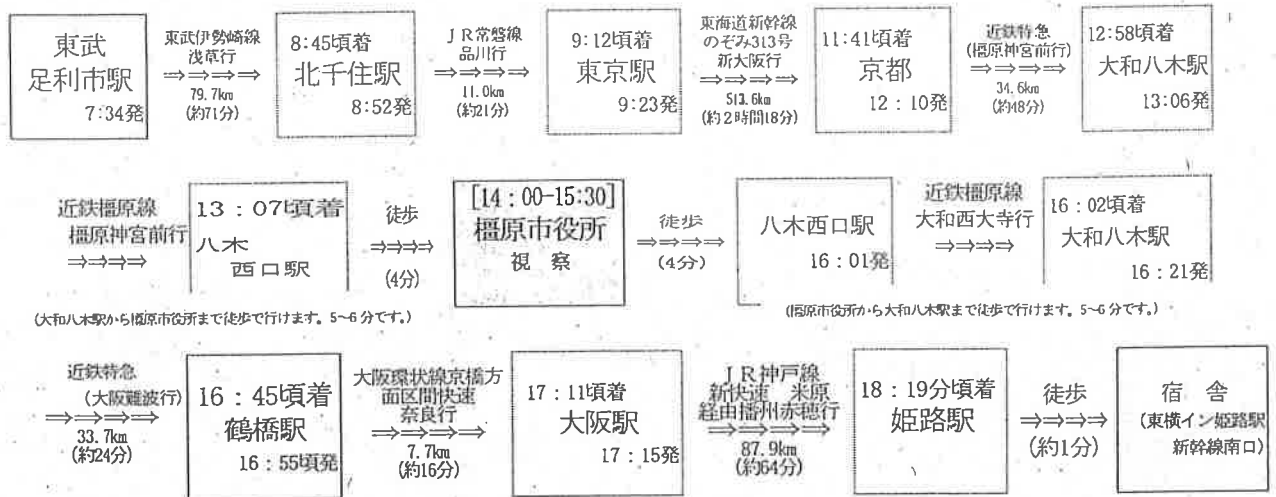 東武
足利市駅
7:34発
東武伊勢崎線
浅草行
⇒⇒⇒⇒
79.7km
(約71分)
8:45頃着
北千住駅
8:52発
JR常磐線
品川行
⇒⇒⇒⇒
11.0km
(約21分)
9:12頃着
東京駅
9:23発
東海道新幹線
のぞみ313号
新大阪行
⇒⇒⇒⇒
513.6km
(約2時間18分)
11:41頃着
京都
12:10発
近鉄特急
(橿原神宮前行)
⇒⇒⇒⇒
34.6km
(約48分)
12:58頃着
大和八木駅
13:06発
近鉄橿原線
橿原神宮前行
⇒⇒⇒⇒
13:07頃着
八木
西口駅
徒歩
⇒⇒⇒⇒
(4分)
[14:00-15:30]
橿原市役所
視 察
徒歩
⇒⇒⇒⇒
(4分)
八木西口駅
16:01発
近鉄橿原線
大和西大寺行
⇒⇒⇒⇒
16:02頃着
大和八木駅
16:21発
(大和八木駅から橿原市役所まで徒歩で行けます。5~6分です。)
(橿原市役所から大和八木駅まで徒歩で行けます。5~6分です。)
近鉄特急
(大阪難波行)
⇒⇒⇒⇒
33.7km
(約24分)
16:45頃着
鶴橋駅
16:55頃発
大阪環状線京橋方
面区間快速
奈良行
⇒⇒⇒⇒
7.7km
(約16分)
17:11頃着
大阪駅
17:15発
JR神戸線
新快速 米原
経由播州赤穂行
⇒⇒⇒⇒
87.9km
(約64分)
18:19分頃着
姫路駅
徒歩
⇒⇒⇒⇒
(約1分)
宿 舎
(東横イン姫路駅
新幹線南口)